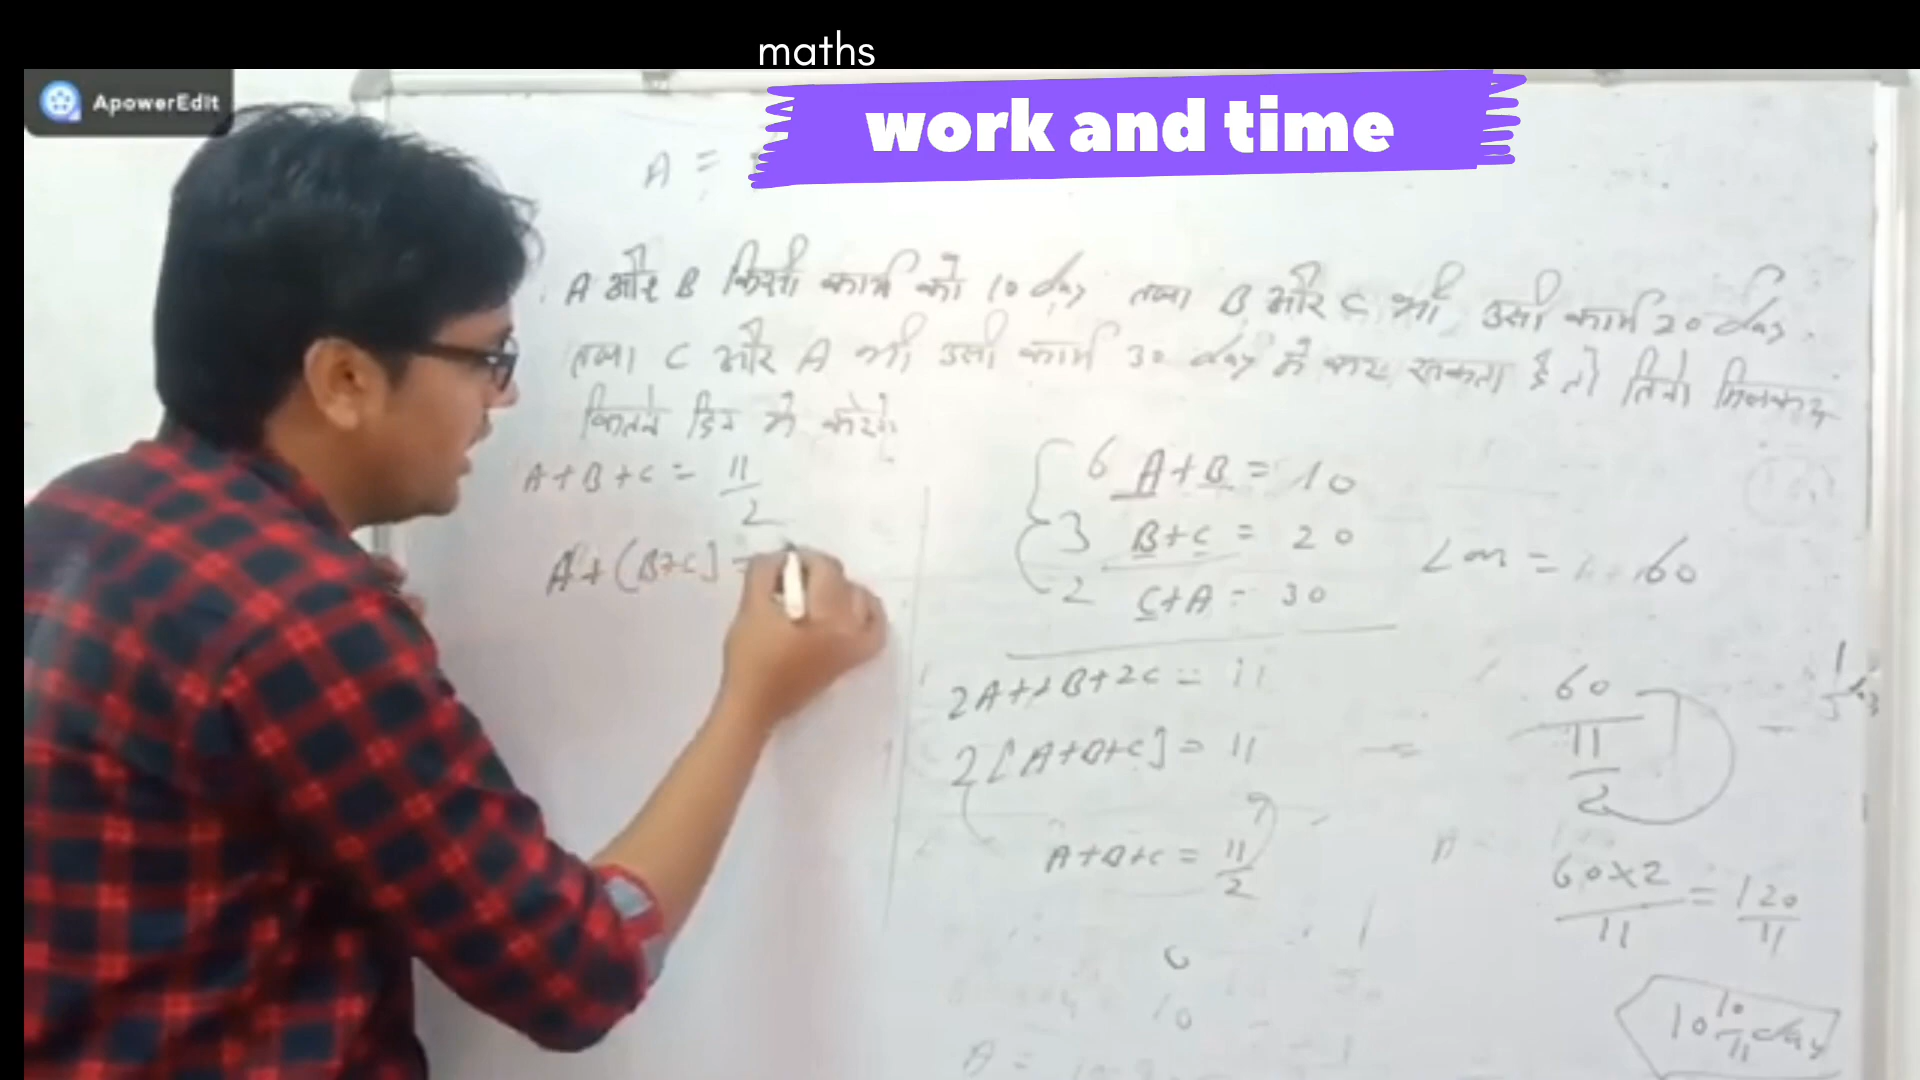 maths
ApowerEdit
work and time
A =
A और B किसी कार्य को 10 day तथा B और C भी उसी कार्य 20 day
तथा C और A भी उसी कार्य 30 day में कर सकता है तो तिनो मिलकर
कितने दिन में करेंगे
A+B+C = 11/2
A+(B+C) =
6 A+B = 10
3 B+C = 20
2 C+A = 30
Lcm = 60
2A+2B+2C = 11
2[A+B+C] = 11
A+B+C = 11/2
60
11
2
60×2/11 = 120/11
10 10/11 day